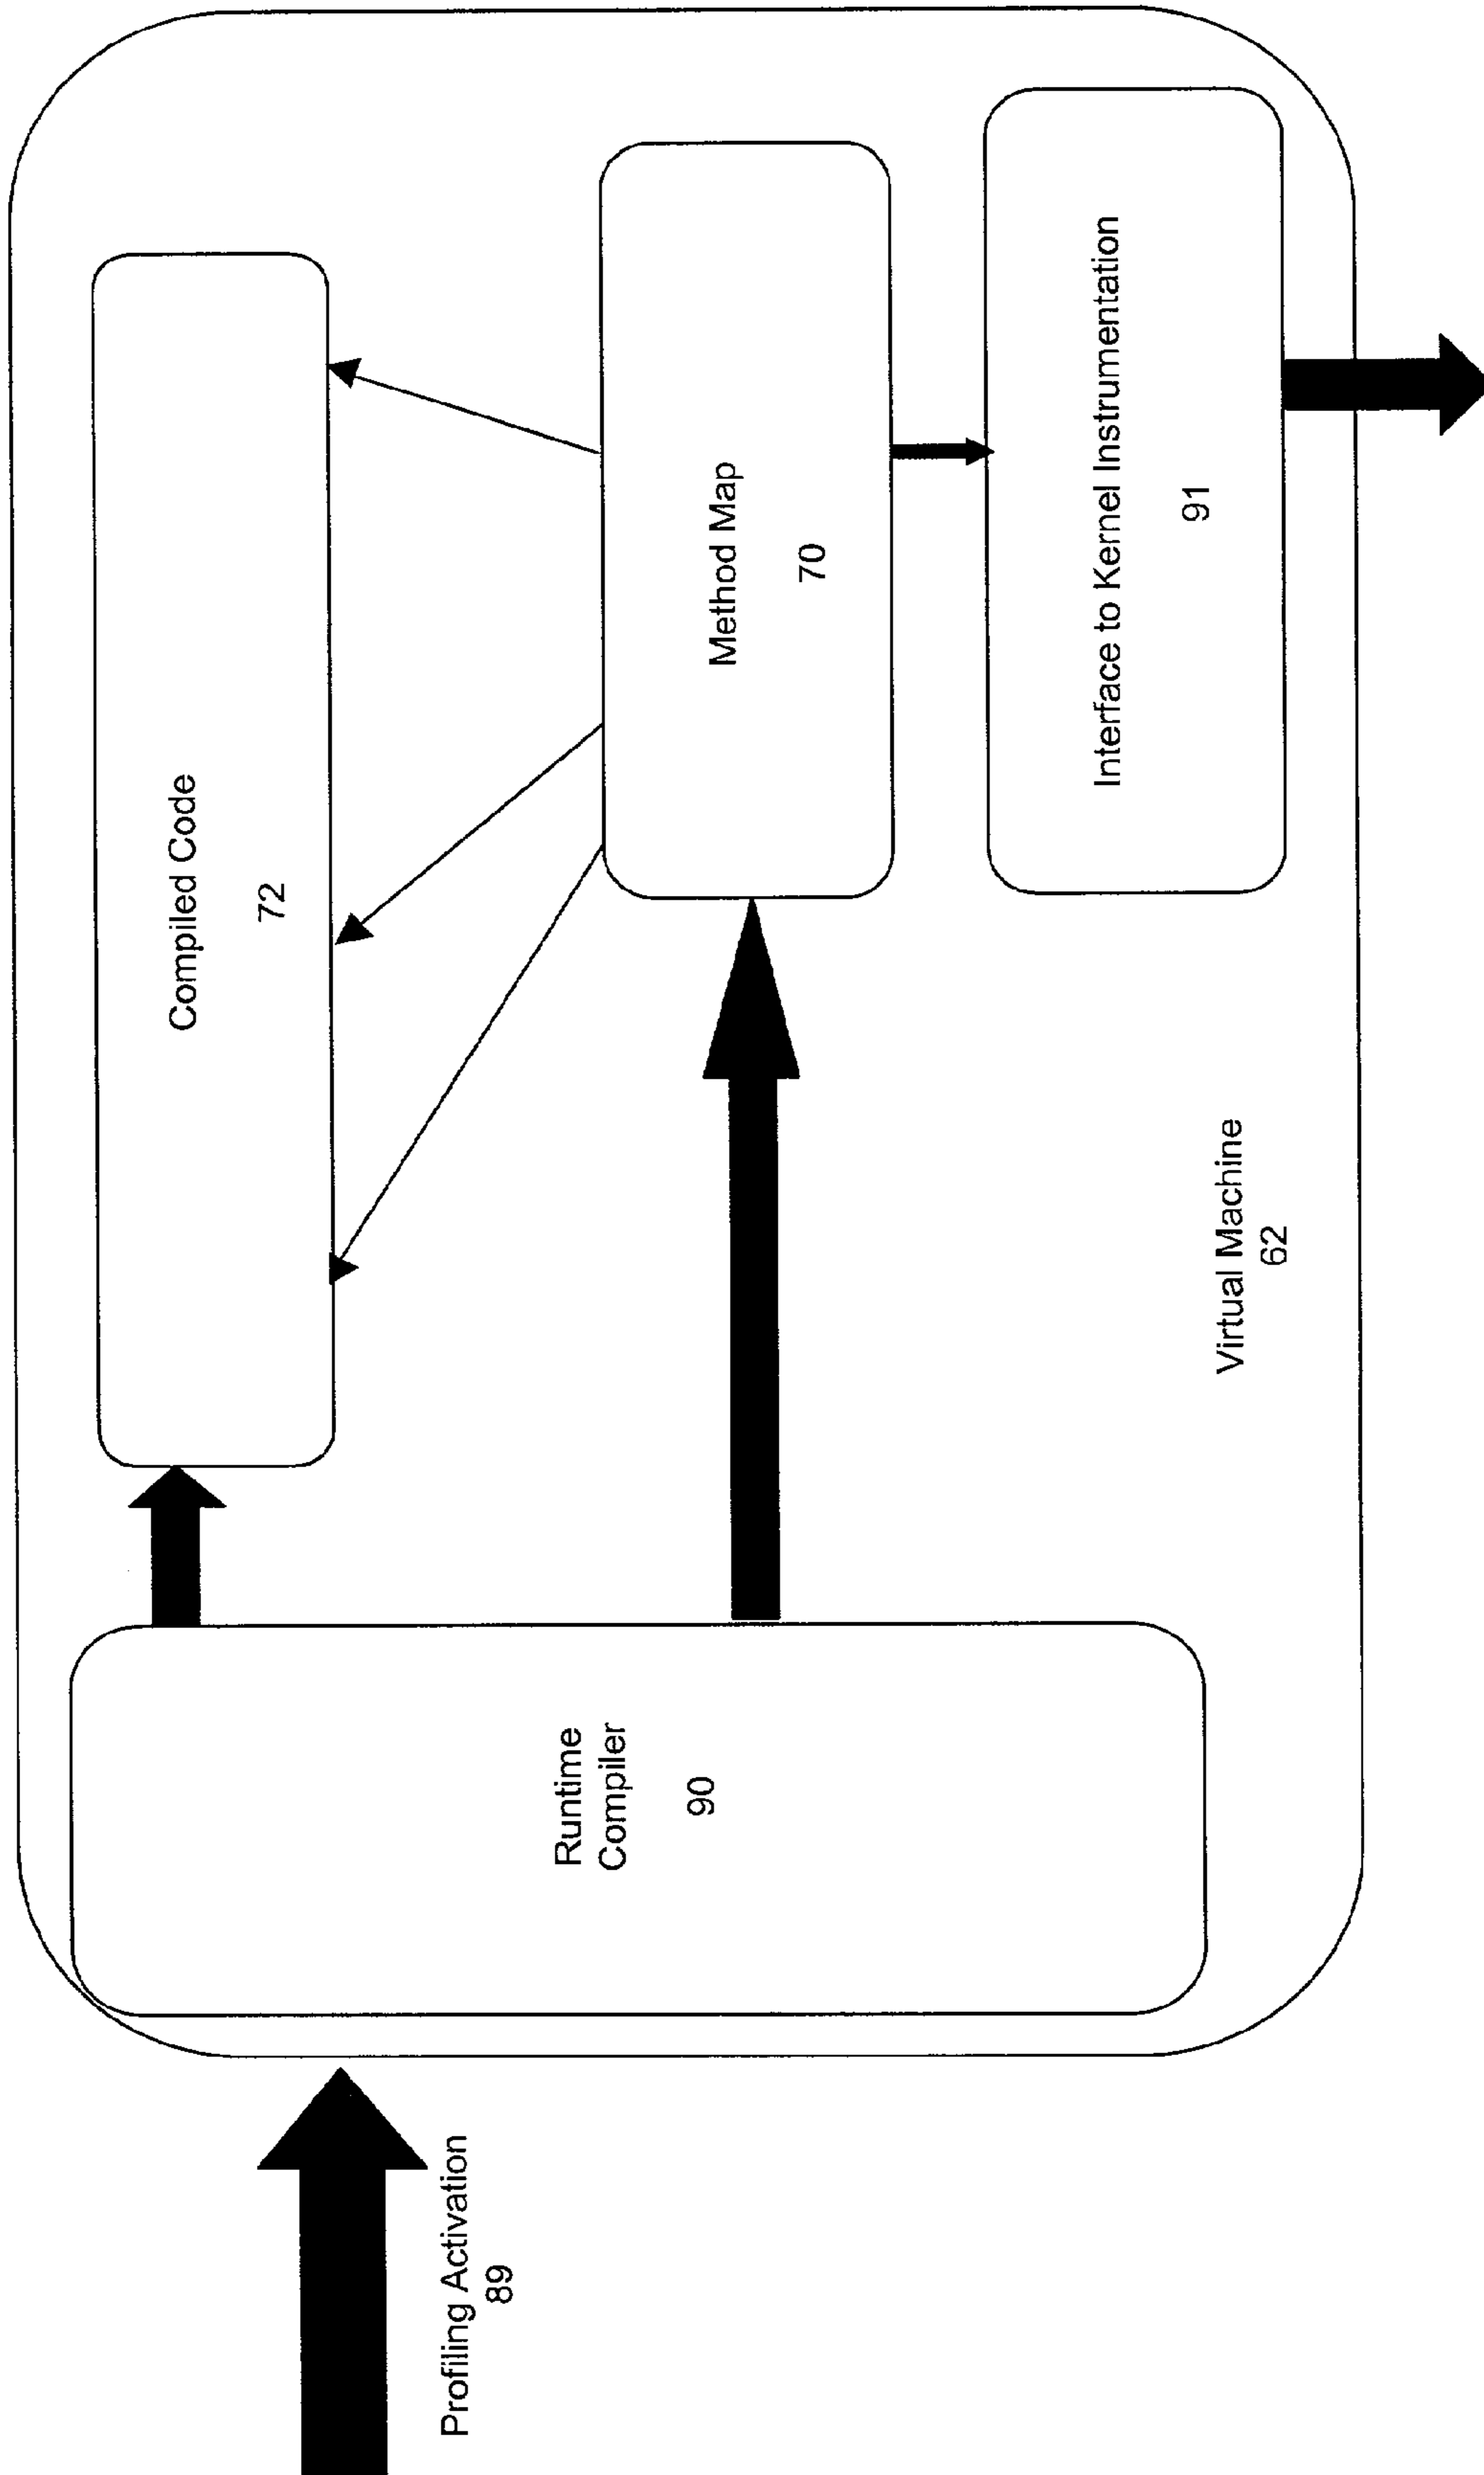 Compiled Code
72
Method Map
70
Interface to Kernel Instrumentation
91
Runtime
Compiler
90
Virtual Machine
62
Profiling Activation
89